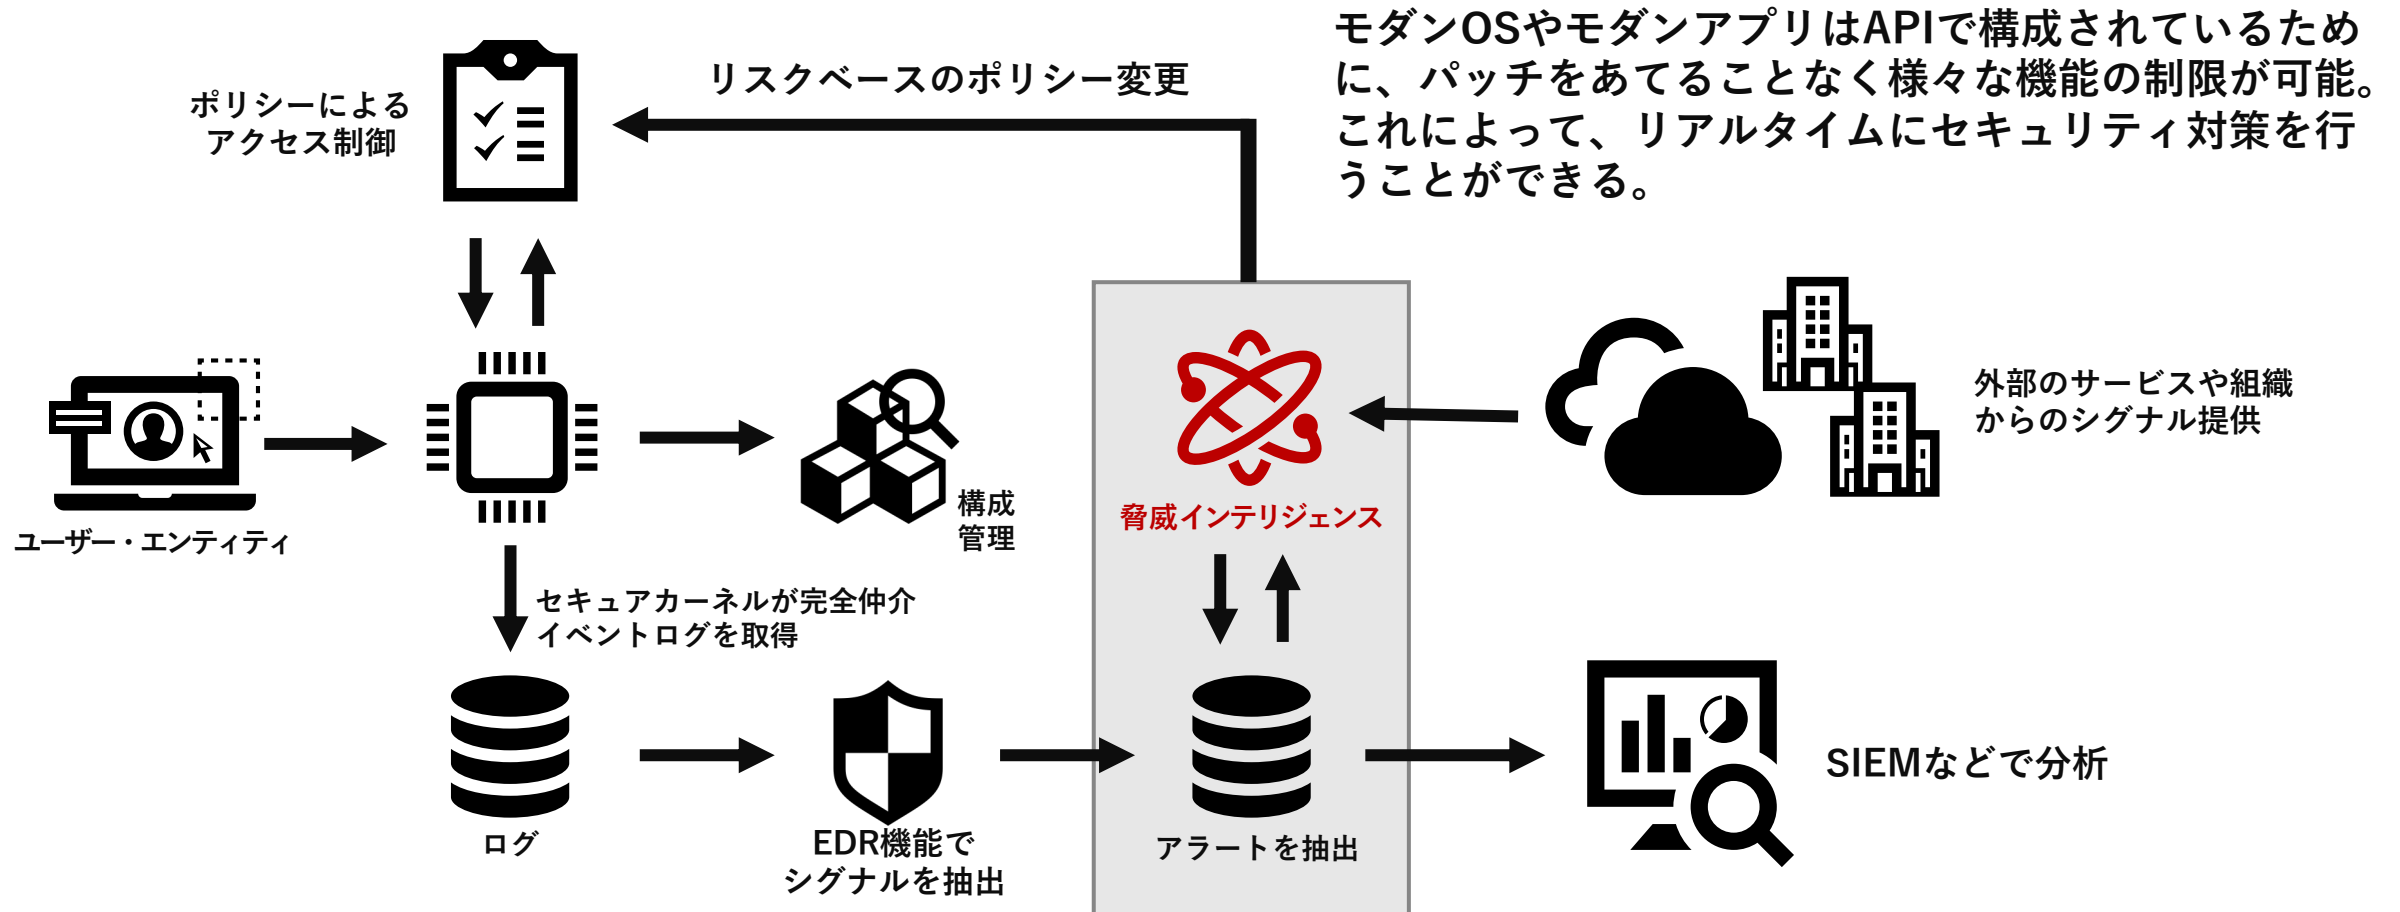 モダンOSやモダンアプリはAPIで構成されているため
に、パッチをあてることなく様々な機能の制限が可能。
これによって、リアルタイムにセキュリティ対策を行
うことができる。
リスクベースのポリシー変更
ポリシーによる
アクセス制御
外部のサービスや組織
からのシグナル提供
構成
管理
脅威インテリジェンス
ユーザー・エンティティ
セキュアカーネルが完全仲介
イベントログを取得
SIEMなどで分析
ログ
EDR機能で
シグナルを抽出
アラートを抽出